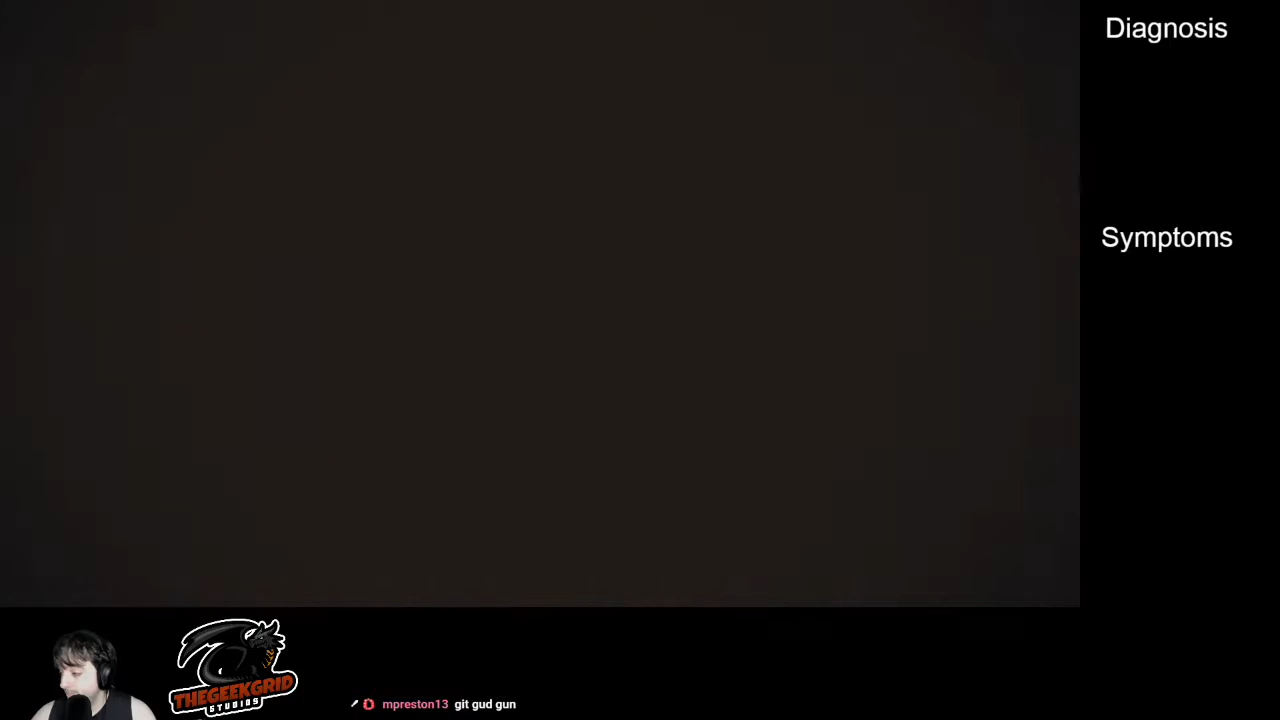 Diagnosis
Symptoms
THEGEEKGRID
STUDIOS
mpreston13 git gud gun